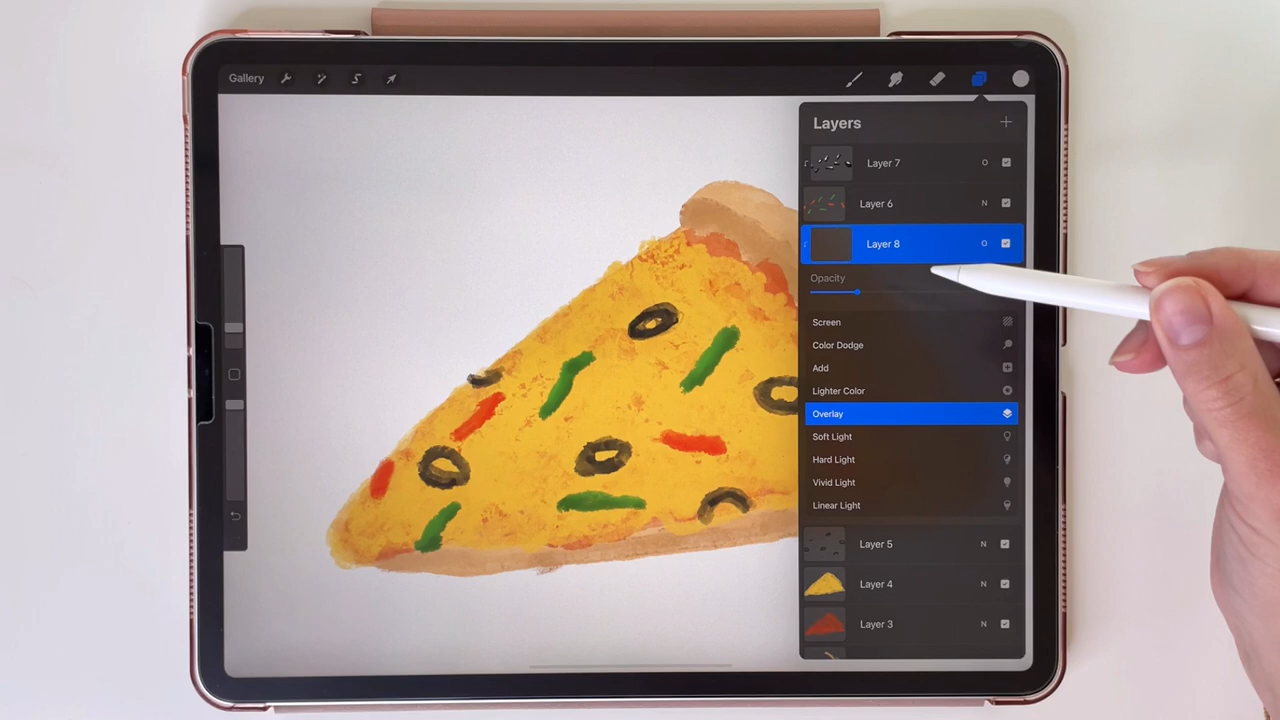 Gallery
Layers
Layer 7 O
Layer 6 N
Layer 8 O
Opacity
Screen
Color Dodge
Add
Lighter Color
Overlay
Soft Light
Hard Light
Vivid Light
Linear Light
Layer 5 N
Layer 4 N
Layer 3 N